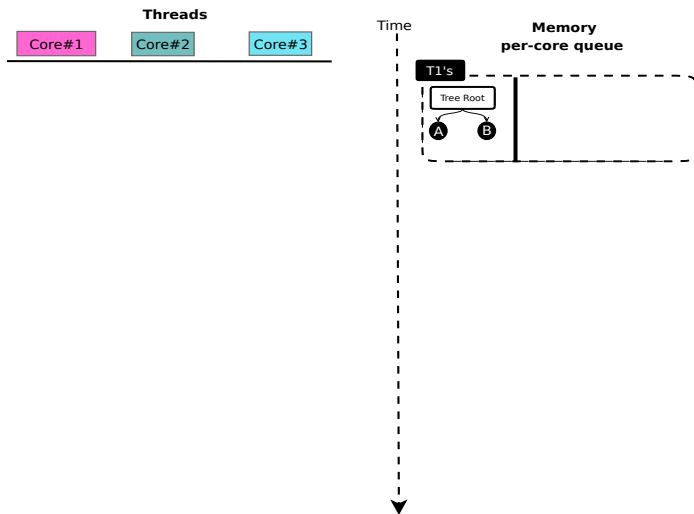 Threads
Core#1 Core#2 Core#3
Time
Memory
per-core queue
T1's
Tree Root
A B